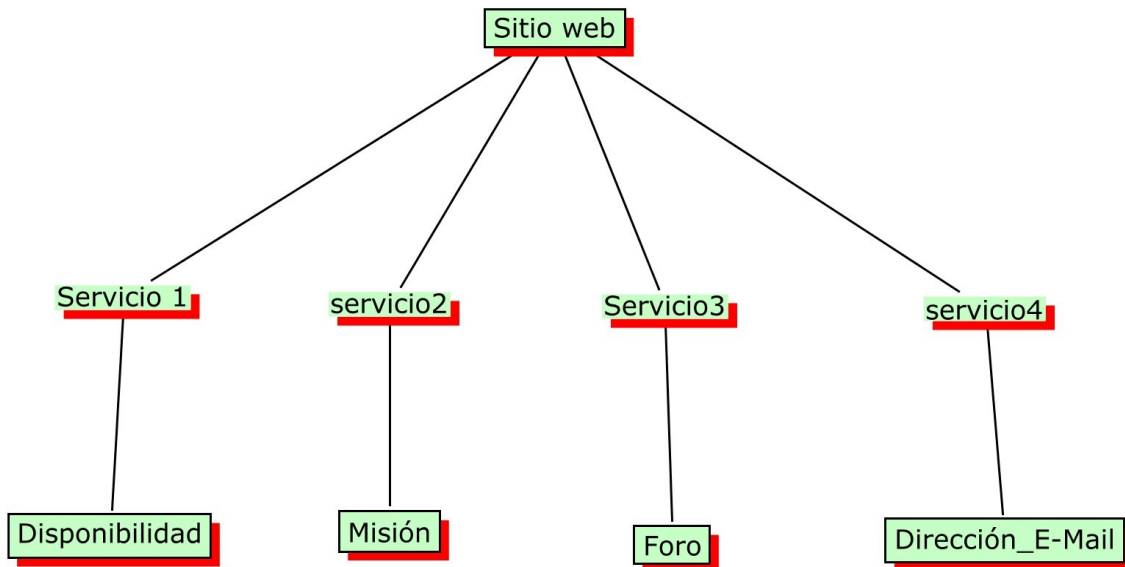 Sitio web
Servicio 1
servicio2
Servicio3
servicio4
Disponibilidad
Misión
Foro
Dirección_E-Mail